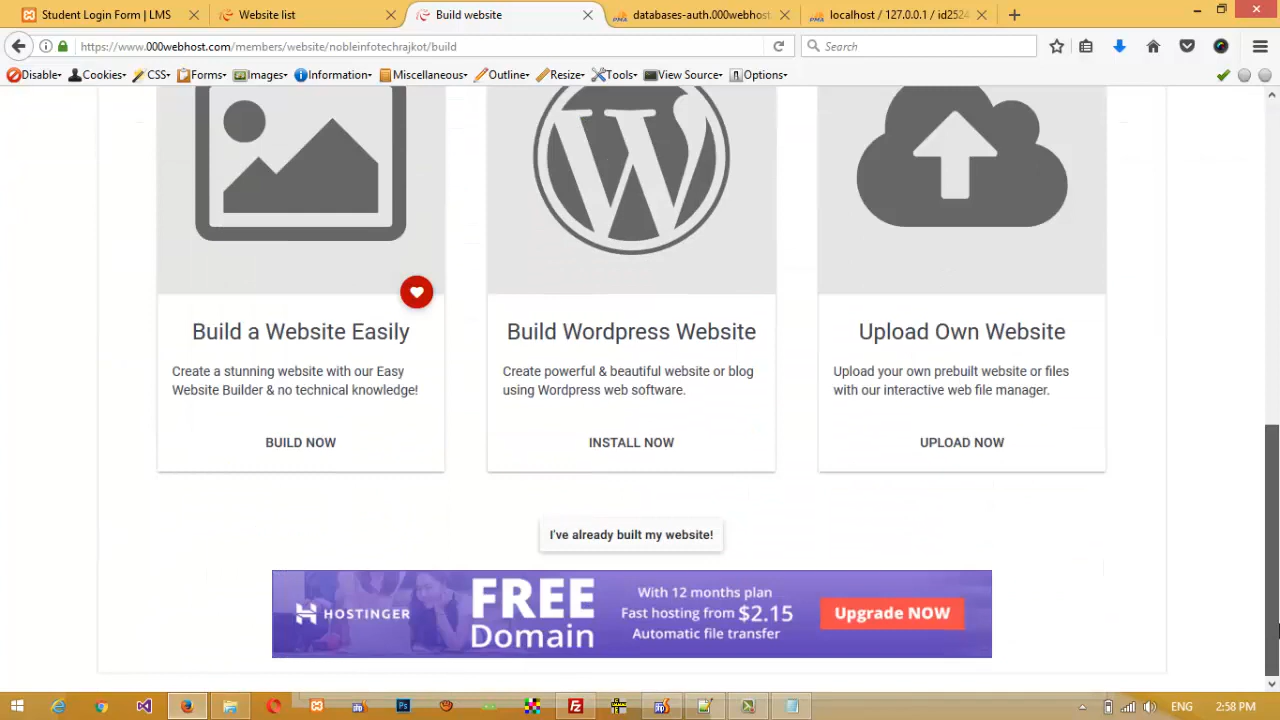 Student Login Form | LMS
Website list
Build website
databases-auth.000webhost.
localhost / 127.0.0.1 / id2524
https://www.000webhost.com/members/website/nobleinfotechrajkot/build
Search
Disable
Cookies
CSS
Forms
Images
Information
Miscellaneous
Outline
Resize
Tools
View Source
Options
Build a Website Easily
Create a stunning website with our Easy
Website Builder & no technical knowledge!
BUILD NOW
Build Wordpress Website
Create powerful & beautiful website or blog
using Wordpress web software.
INSTALL NOW
Upload Own Website
Upload your own prebuilt website or files
with our interactive web file manager.
UPLOAD NOW
I've already built my website!
HOSTINGER
FREE
Domain
With 12 months plan
Fast hosting from $2.15
Automatic file transfer
Upgrade NOW
ENG
2:58 PM